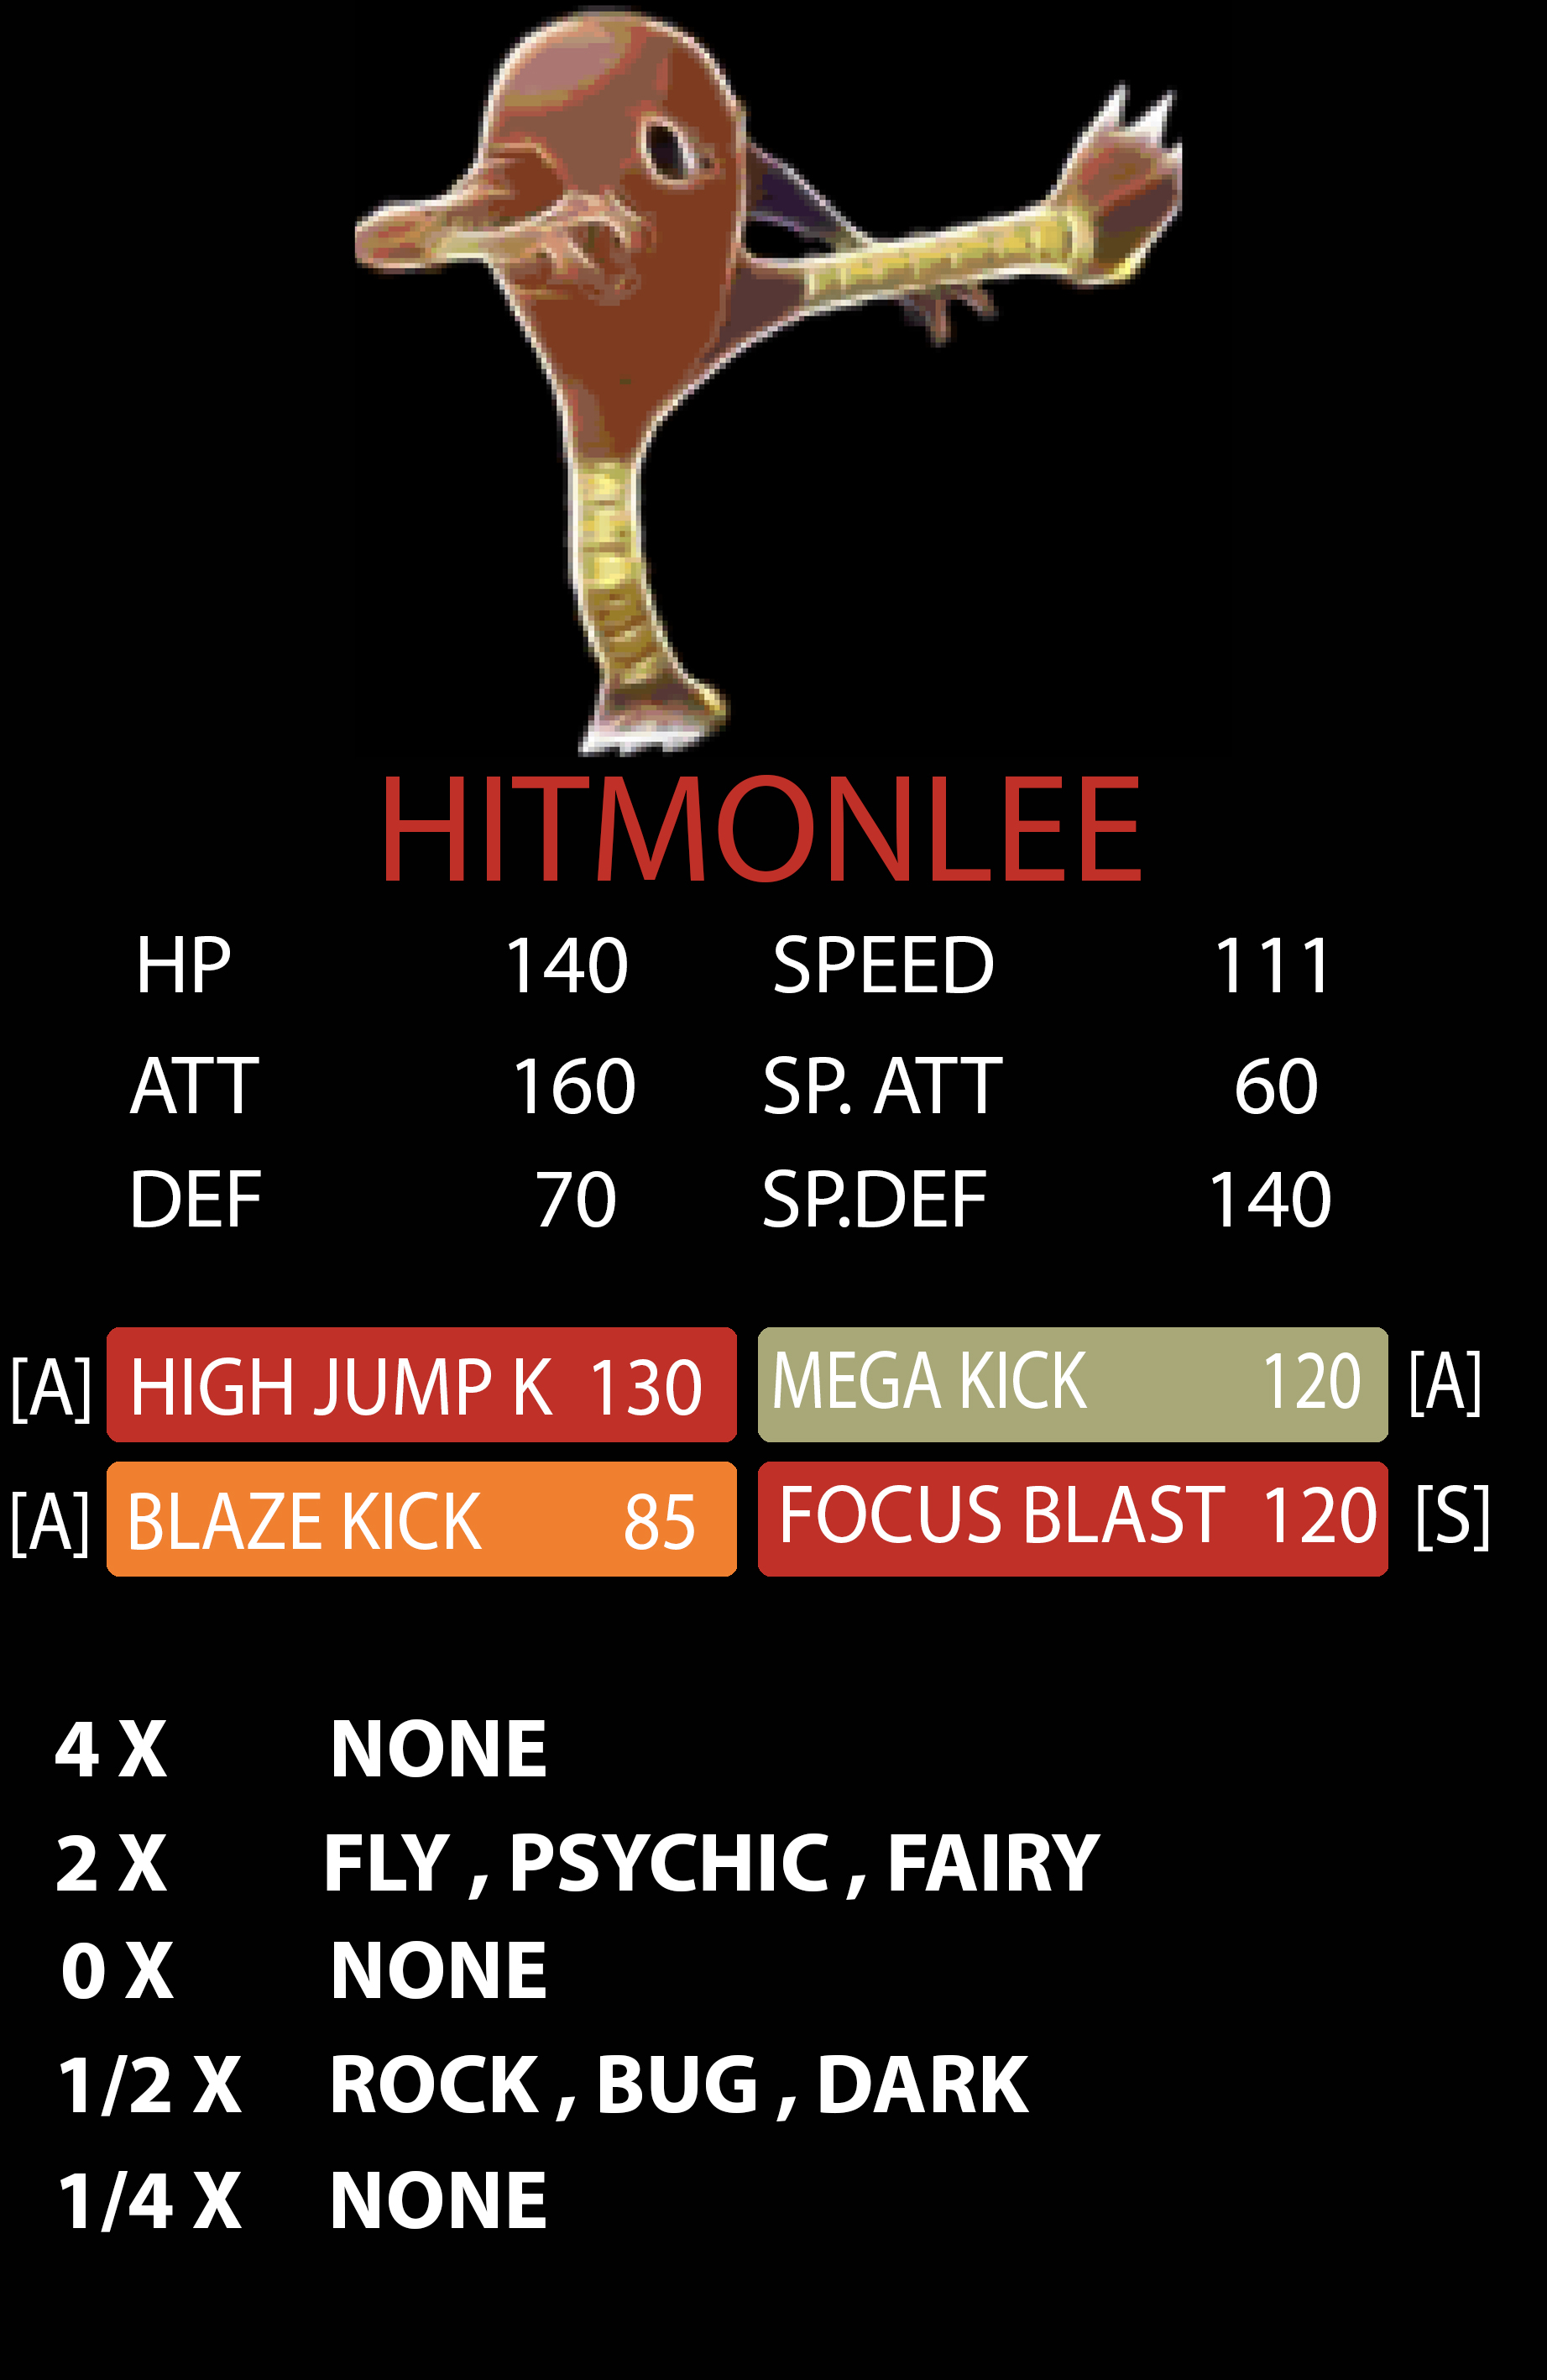 HITMONLEE
HP 140 SPEED 111
ATT 160 SP. ATT 60
DEF 70 SP.DEF 140
[A] HIGH JUMP K 130 MEGA KICK 120 [A]
[A] BLAZE KICK 85 FOCUS BLAST 120 [S]
4 X NONE
2 X FLY , PSYCHIC , FAIRY
0 X NONE
1/2 X ROCK , BUG , DARK
1/4 X NONE